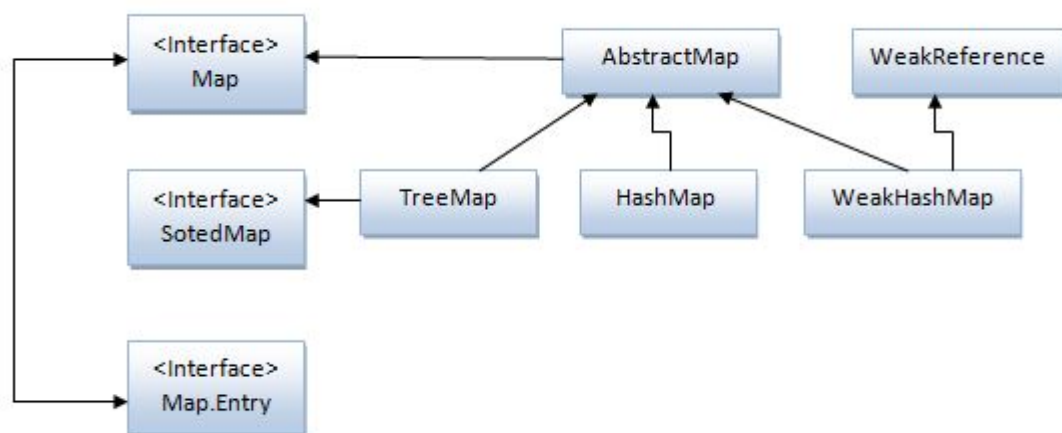 <Interface>
Map
AbstractMap
WeakReference
<Interface>
SotedMap
TreeMap
HashMap
WeakHashMap
<Interface>
Map.Entry